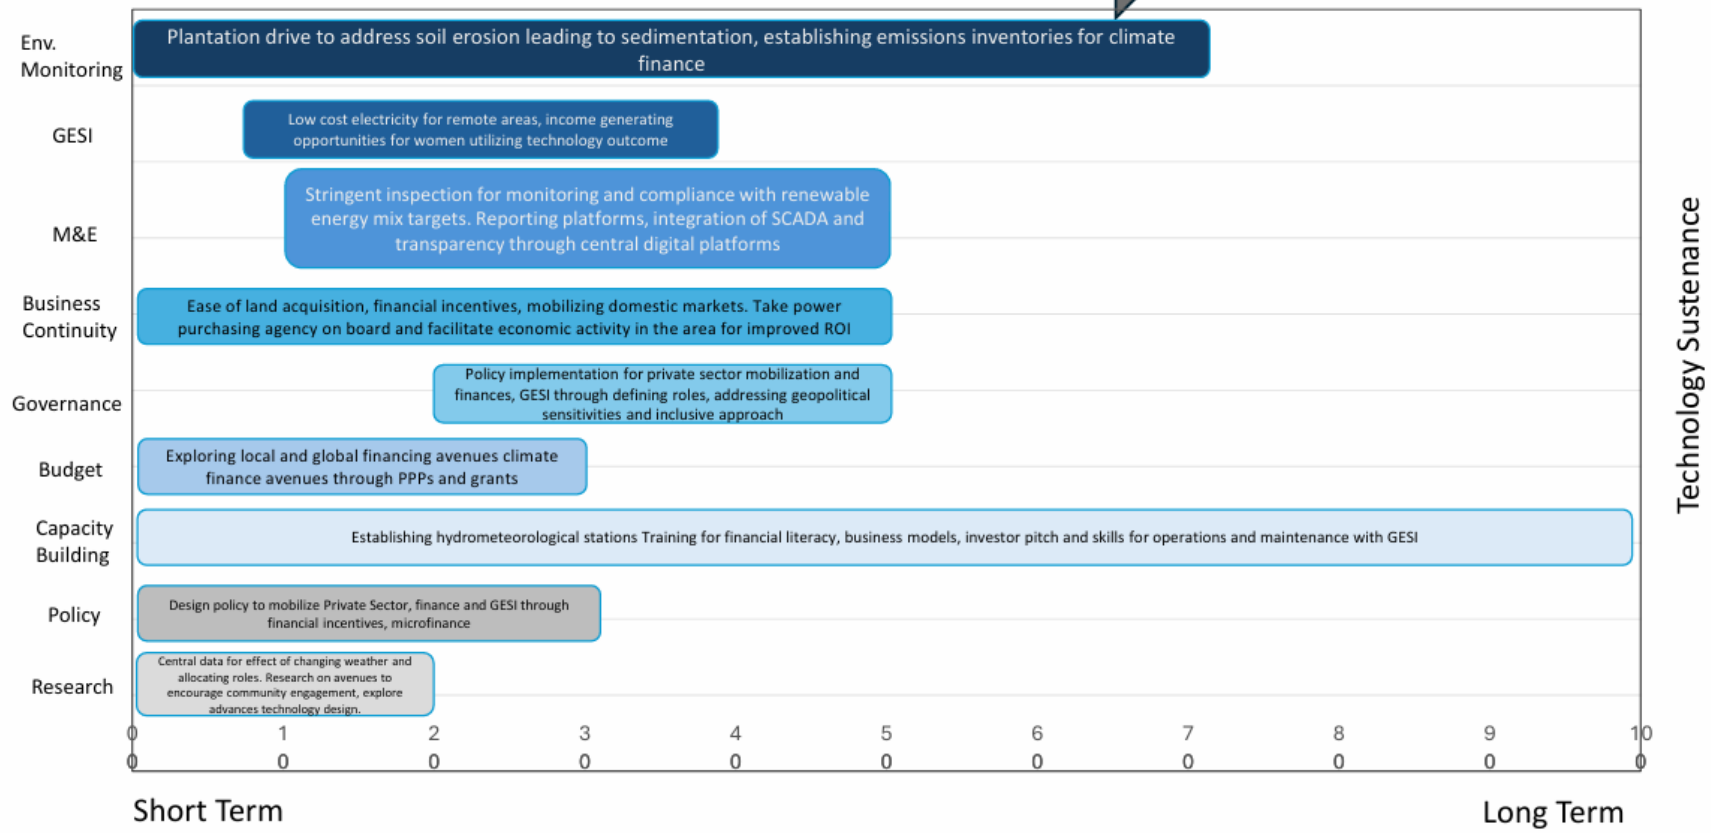 Env.
Monitoring
Plantation drive to address soil erosion leading to sedimentation, establishing emissions inventories for climate
finance
GESI
Low cost electricity for remote areas, income generating
opportunities for women utilizing technology outcome
M&E
Stringent inspection for monitoring and compliance with renewable
energy mix targets. Reporting platforms, integration of SCADA and
transparency through central digital platforms
Business
Continuity
Ease of land acquisition, financial incentives, mobilizing domestic markets. Take power
purchasing agency on board and facilitate economic activity in the area for improved ROI
Governance
Policy implementation for private sector mobilization and
finances, GESI through defining roles, addressing geopolitical
sensitivities and inclusive approach
Budget
Exploring local and global financing avenues climate
finance avenues through PPPs and grants
Capacity
Building
Establishing hydrometeorological stations Training for financial literacy, business models, investor pitch and skills for operations and maintenance with GESI
Policy
Design policy to mobilize Private Sector, finance and GESI through
financial incentives, microfinance
Research
Central data for effect of changing weather and
allocating roles. Research on avenues to
encourage community engagement, explore
advances technology design.
0 1 2 3 4 5 6 7 8 9 10
0 0 0 0 0 0 0 0 0 0 0
Short Term
Long Term
Technology Sustenance